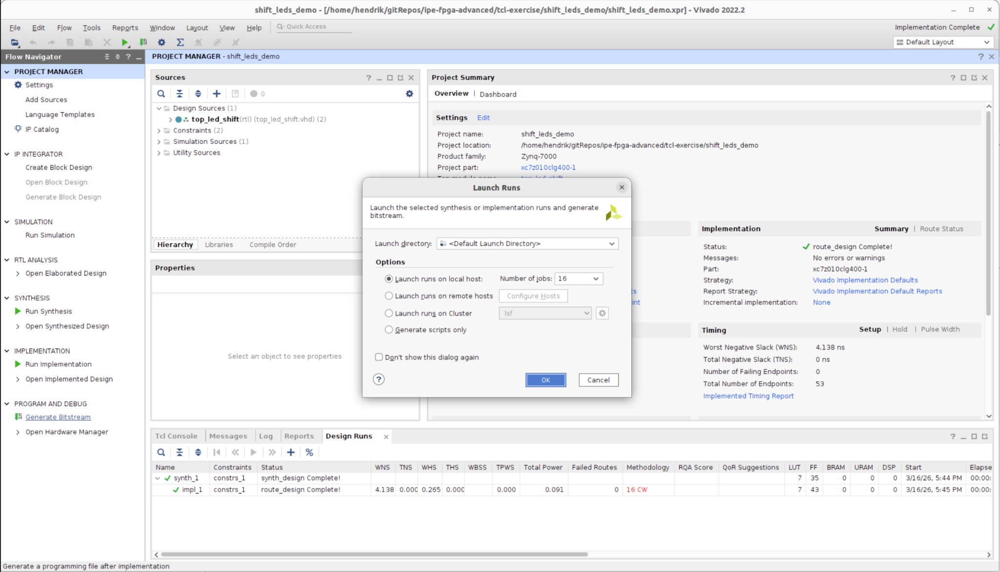 shift_leds_demo - [/home/hendrik/gitRepos/ipe-fpga-advanced/tcl-exercise/shift_leds_demo/shift_leds_demo.xpr] - Vivado 2022.2
File Edit Flow Tools Reports Window Layout View Help Quick Access
Implementation Complete
Default Layout
Flow Navigator
PROJECT MANAGER
Settings
Add Sources
Language Templates
IP Catalog
IP INTEGRATOR
Create Block Design
Open Block Design
Generate Block Design
SIMULATION
Run Simulation
RTL ANALYSIS
Open Elaborated Design
SYNTHESIS
Run Synthesis
Open Synthesized Design
IMPLEMENTATION
Run Implementation
Open Implemented Design
PROGRAM AND DEBUG
Generate Bitstream
Open Hardware Manager
PROJECT MANAGER - shift_leds_demo
Sources
0
Design Sources (1)
top_led_shift(rtl) (top_led_shift.vhd) (2)
Constraints (2)
Simulation Sources (1)
Utility Sources
Hierarchy Libraries Compile Order
Properties
Select an object to see properties
Project Summary
Overview | Dashboard
Settings Edit
Project name: shift_leds_demo
Project location: /home/hendrik/gitRepos/ipe-fpga-advanced/tcl-exercise/shift_leds_demo
Product family: Zynq-7000
Project part: xc7z010clg400-1
Implementation Summary | Route Status
Status: route_design Complete!
Messages: No errors or warnings
Part: xc7z010clg400-1
Strategy: Vivado Implementation Defaults
Report Strategy: Vivado Implementation Default Reports
Incremental implementation: None
Timing Setup | Hold | Pulse Width
Worst Negative Slack (WNS): 4.138 ns
Total Negative Slack (TNS): 0 ns
Number of Failing Endpoints: 0
Total Number of Endpoints: 53
Implemented Timing Report
Launch Runs
Launch the selected synthesis or implementation runs and generate
bitstream.
Launch directory: <Default Launch Directory>
Options
Launch runs on local host: Number of jobs: 16
Launch runs on remote hosts Configure Hosts
Launch runs on Cluster lsf
Generate scripts only
Don't show this dialog again
OK Cancel
Tcl Console Messages Log Reports Design Runs
Name Constraints Status WNS TNS WHS THS WBSS TPWS Total Power Failed Routes Methodology RQA Score QoR Suggestions LUT FF BRAM URAM DSP Start Elapse
synth_1 constrs_1 synth_design Complete! 7 35 0 0 0 3/16/26, 5:44 PM 00:00:
impl_1 constrs_1 route_design Complete! 4.138 0.000 0.265 0.000 0.000 0.091 0 16 CW 7 43 0 0 0 3/16/26, 5:45 PM 00:00:
Generate a programming file after implementation